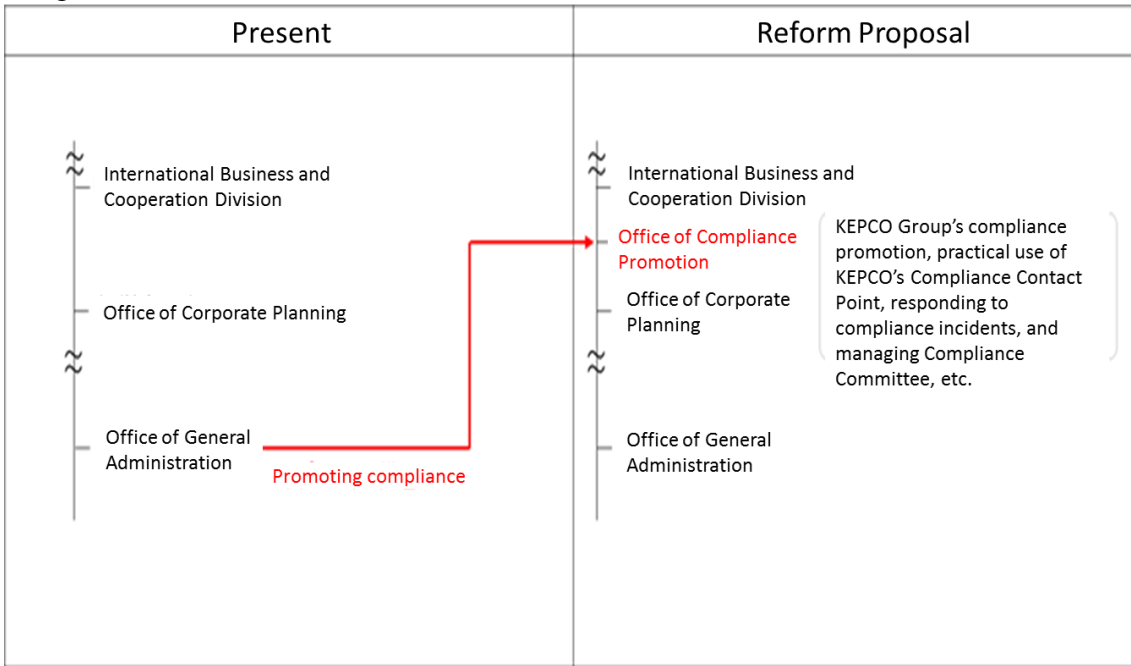 Present
Reform Proposal
International Business and
Cooperation Division
Office of Corporate Planning
Office of General
Administration
Promoting compliance
International Business and
Cooperation Division
Office of Compliance
Promotion
Office of Corporate
Planning
Office of General
Administration
KEPCO Group's compliance
promotion, practical use of
KEPCO's Compliance Contact
Point, responding to
compliance incidents, and
managing Compliance
Committee, etc.